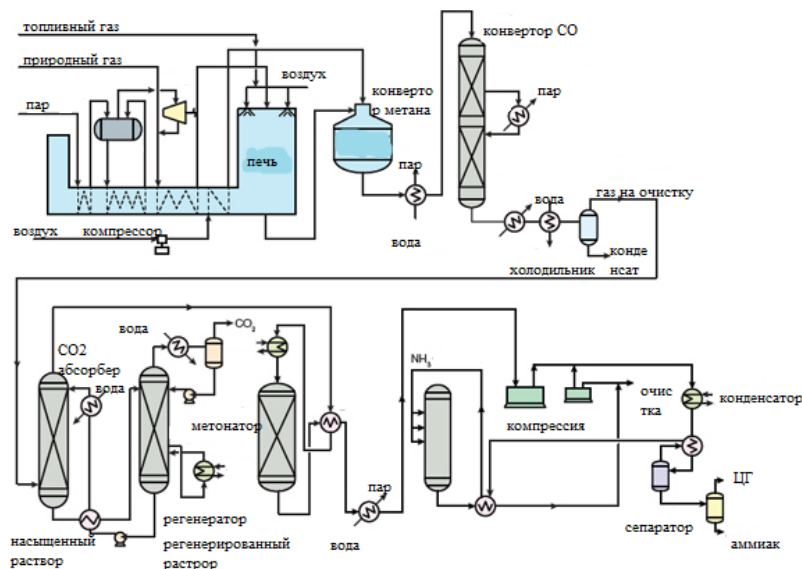 топливный газ
природный газ
пар
воздух
печь
воздух
компрессор
конверто
р метана
пар
вода
конвертор СО
пар
вода
газ на очистку
конде
нсат
холодильник
СО2
абсорбер
вода
вода
CO2
насыщенный
раствор
регенератор
регенерированный
растрор
метонатор
пар
вода
NH3
компрессия
очис
тка
конденсатор
сепаратор
ЦГ
аммиак